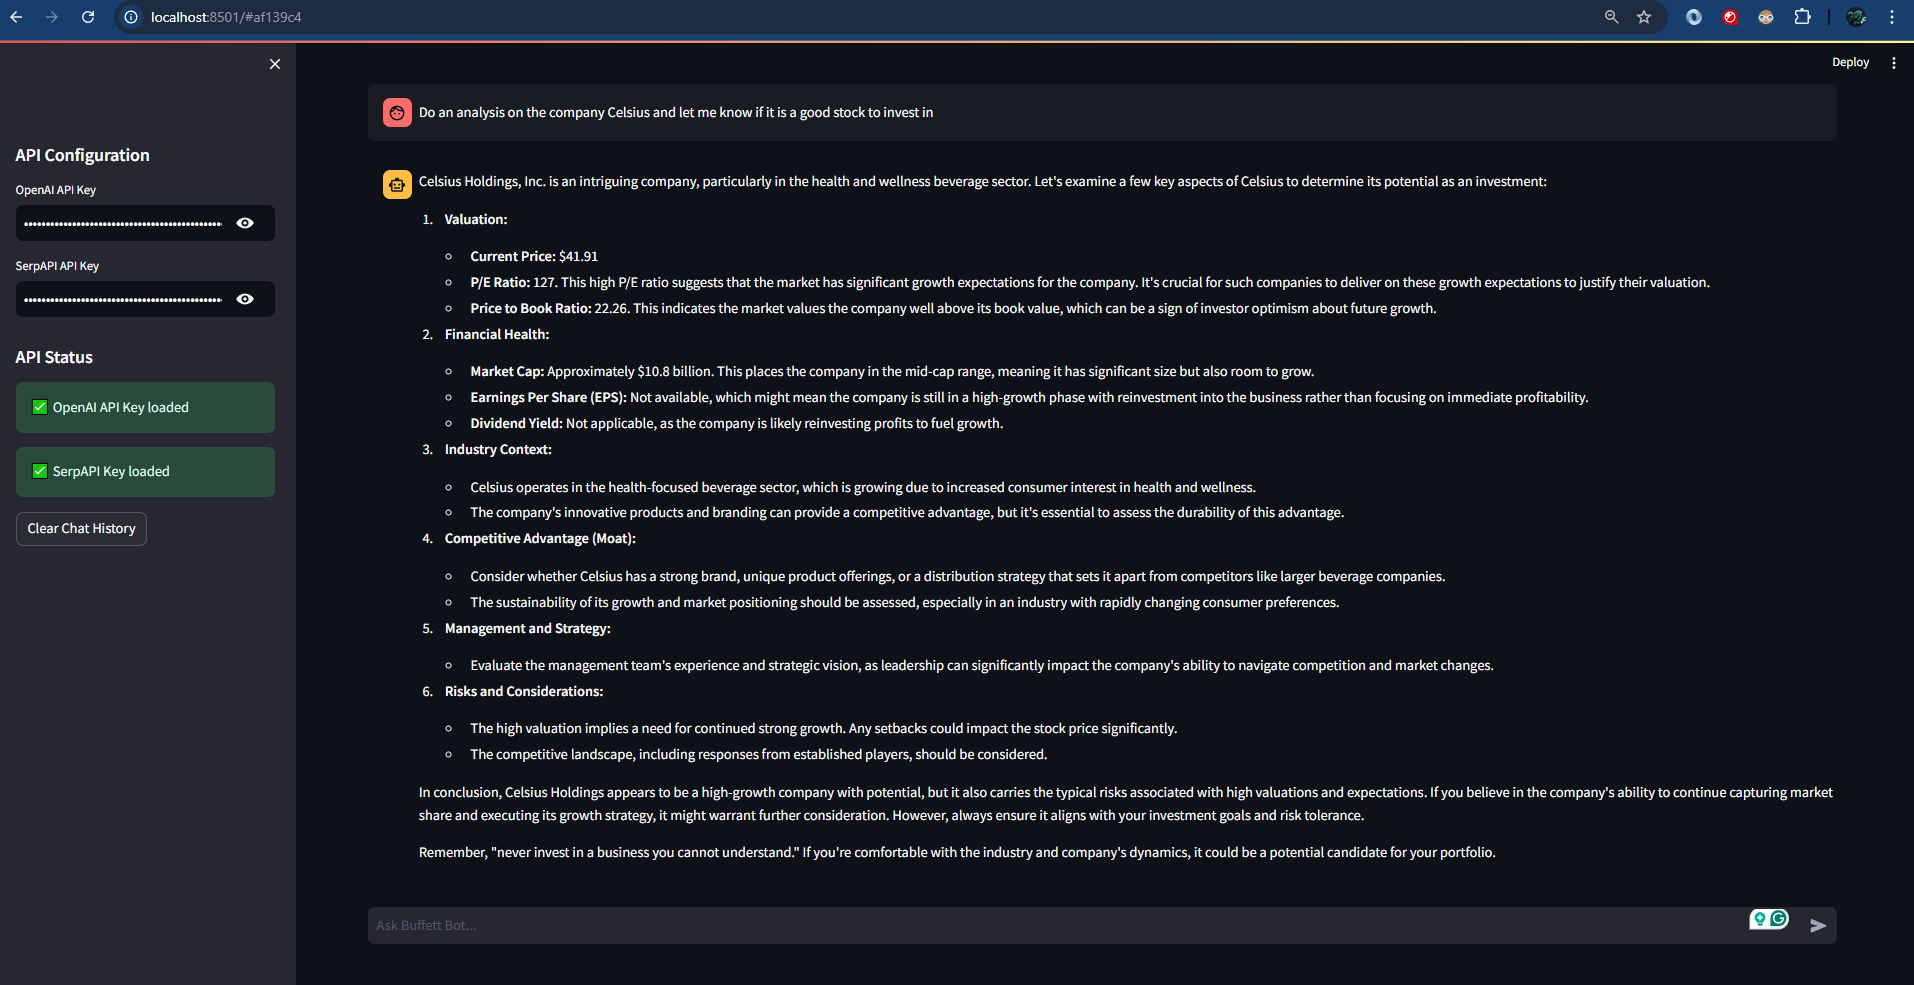 localhost:8501/#af139c4
Deploy
API Configuration
OpenAI API Key
SerpAPI API Key
API Status
✅ OpenAI API Key loaded
✅ SerpAPI Key loaded
Clear Chat History
Do an analysis on the company Celsius and let me know if it is a good stock to invest in
Celsius Holdings, Inc. is an intriguing company, particularly in the health and wellness beverage sector. Let's examine a few key aspects of Celsius to determine its potential as an investment:
1. Valuation:
Current Price: $41.91
P/E Ratio: 127. This high P/E ratio suggests that the market has significant growth expectations for the company. It's crucial for such companies to deliver on these growth expectations to justify their valuation.
Price to Book Ratio: 22.26. This indicates the market values the company well above its book value, which can be a sign of investor optimism about future growth.
2. Financial Health:
Market Cap: Approximately $10.8 billion. This places the company in the mid-cap range, meaning it has significant size but also room to grow.
Earnings Per Share (EPS): Not available, which might mean the company is still in a high-growth phase with reinvestment into the business rather than focusing on immediate profitability.
Dividend Yield: Not applicable, as the company is likely reinvesting profits to fuel growth.
3. Industry Context:
Celsius operates in the health-focused beverage sector, which is growing due to increased consumer interest in health and wellness.
The company's innovative products and branding can provide a competitive advantage, but it's essential to assess the durability of this advantage.
4. Competitive Advantage (Moat):
Consider whether Celsius has a strong brand, unique product offerings, or a distribution strategy that sets it apart from competitors like larger beverage companies.
The sustainability of its growth and market positioning should be assessed, especially in an industry with rapidly changing consumer preferences.
5. Management and Strategy:
Evaluate the management team's experience and strategic vision, as leadership can significantly impact the company's ability to navigate competition and market changes.
6. Risks and Considerations:
The high valuation implies a need for continued strong growth. Any setbacks could impact the stock price significantly.
The competitive landscape, including responses from established players, should be considered.
In conclusion, Celsius Holdings appears to be a high-growth company with potential, but it also carries the typical risks associated with high valuations and expectations. If you believe in the company's ability to continue capturing market
share and executing its growth strategy, it might warrant further consideration. However, always ensure it aligns with your investment goals and risk tolerance.
Remember, "never invest in a business you cannot understand." If you're comfortable with the industry and company's dynamics, it could be a potential candidate for your portfolio.
Ask Buffett Bot...